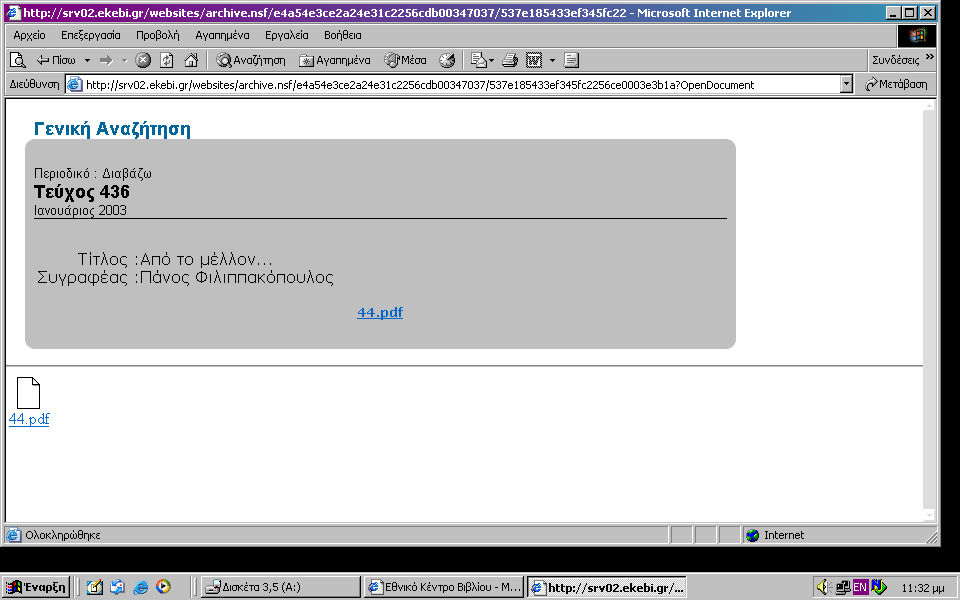 http://srv02.ekebi.gr/websites/archive.nsf/e4a54e3ce2a24e31c2256cdb00347037/537e185433ef345fc22 - Microsoft Internet Explorer
Αρχείο Επεξεργασία Προβολή Αγαπημένα Εργαλεία Βοήθεια
Πίσω Αναζήτηση Αγαπημένα Μέσα Συνδέσεις »
Διεύθυνση http://srv02.ekebi.gr/websites/archive.nsf/e4a54e3ce2a24e31c2256cdb00347037/537e185433ef345fc2256ce0003e3b1a?OpenDocument Μετάβαση
Γενική Αναζήτηση
Περιοδικό : Διαβάζω
Τεύχος 436
Ιανουάριος 2003
Τίτλος :Από το μέλλον...
Συγραφέας :Πάνος Φιλιππακόπουλος
44.pdf
44.pdf
Ολοκληρώθηκε Internet
Έναρξη Δισκέτα 3,5 (A:) Εθνικό Κέντρο Βιβλίου - M... http://srv02.ekebi.gr/... EN 11:32 μμ